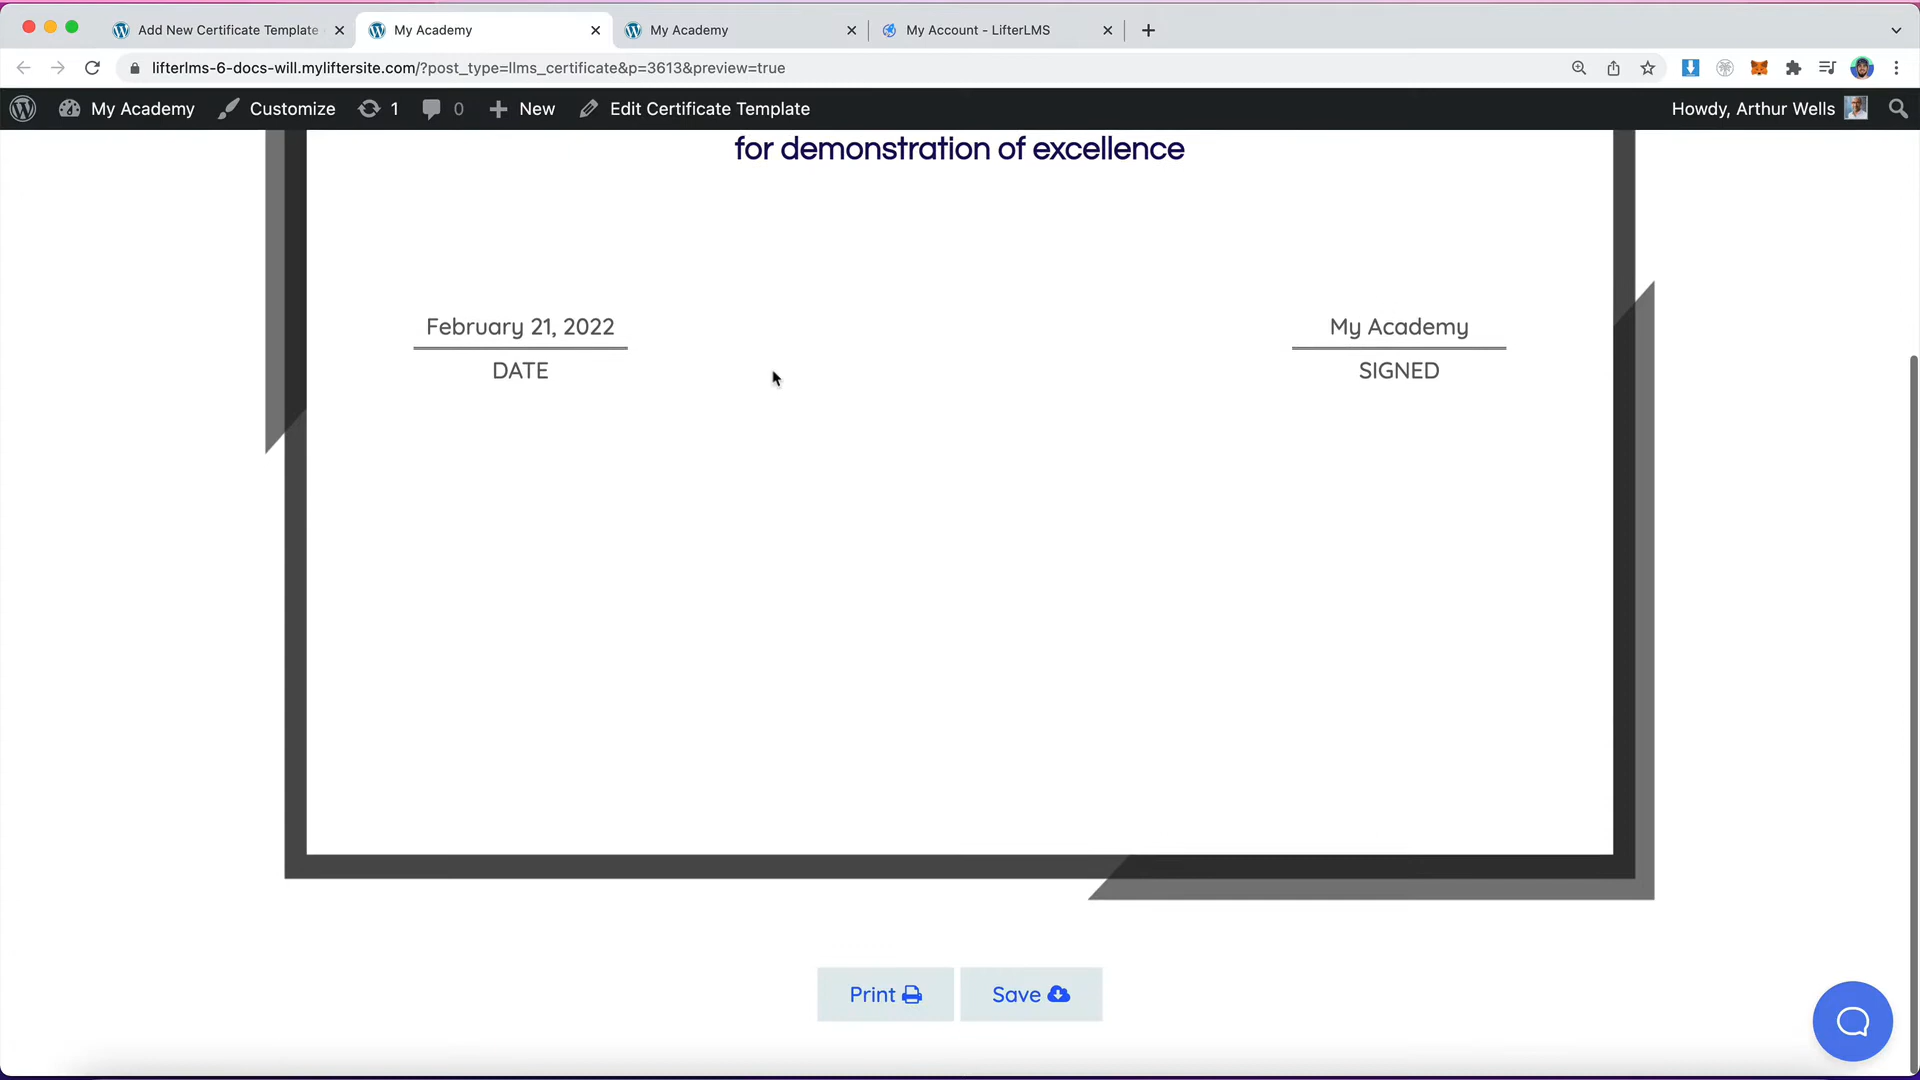 Add New Certificate Template
My Academy
My Academy
My Account - LifterLMS
lifterlms-6-docs-will.myliftersite.com/?post_type=llms_certificate&p=3613&preview=true
My Academy
Customize
1
0
New
Edit Certificate Template
Howdy, Arthur Wells
for demonstration of excellence
February 21, 2022
DATE
My Academy
SIGNED
Print
Save